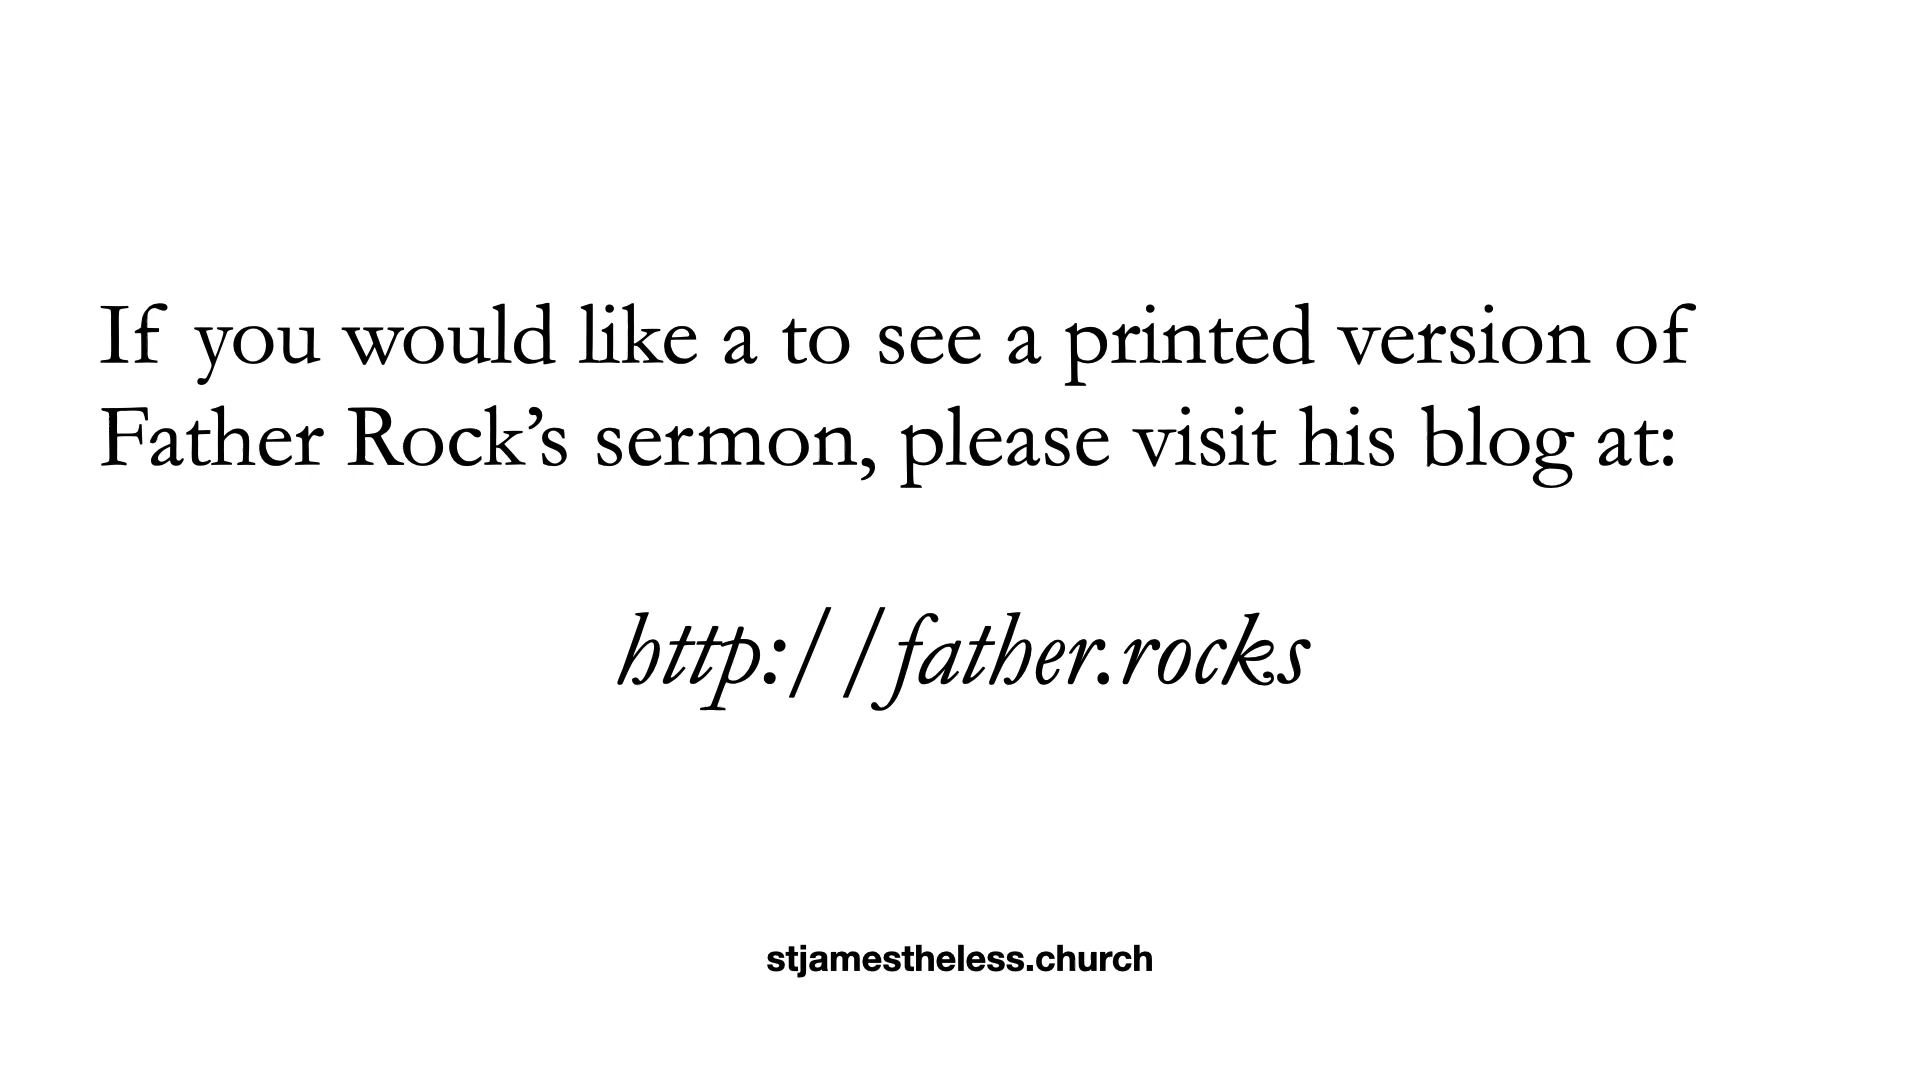 If you would like a to see a printed version of
Father Rock’s sermon, please visit his blog at:
http://father.rocks
stjamestheless.church